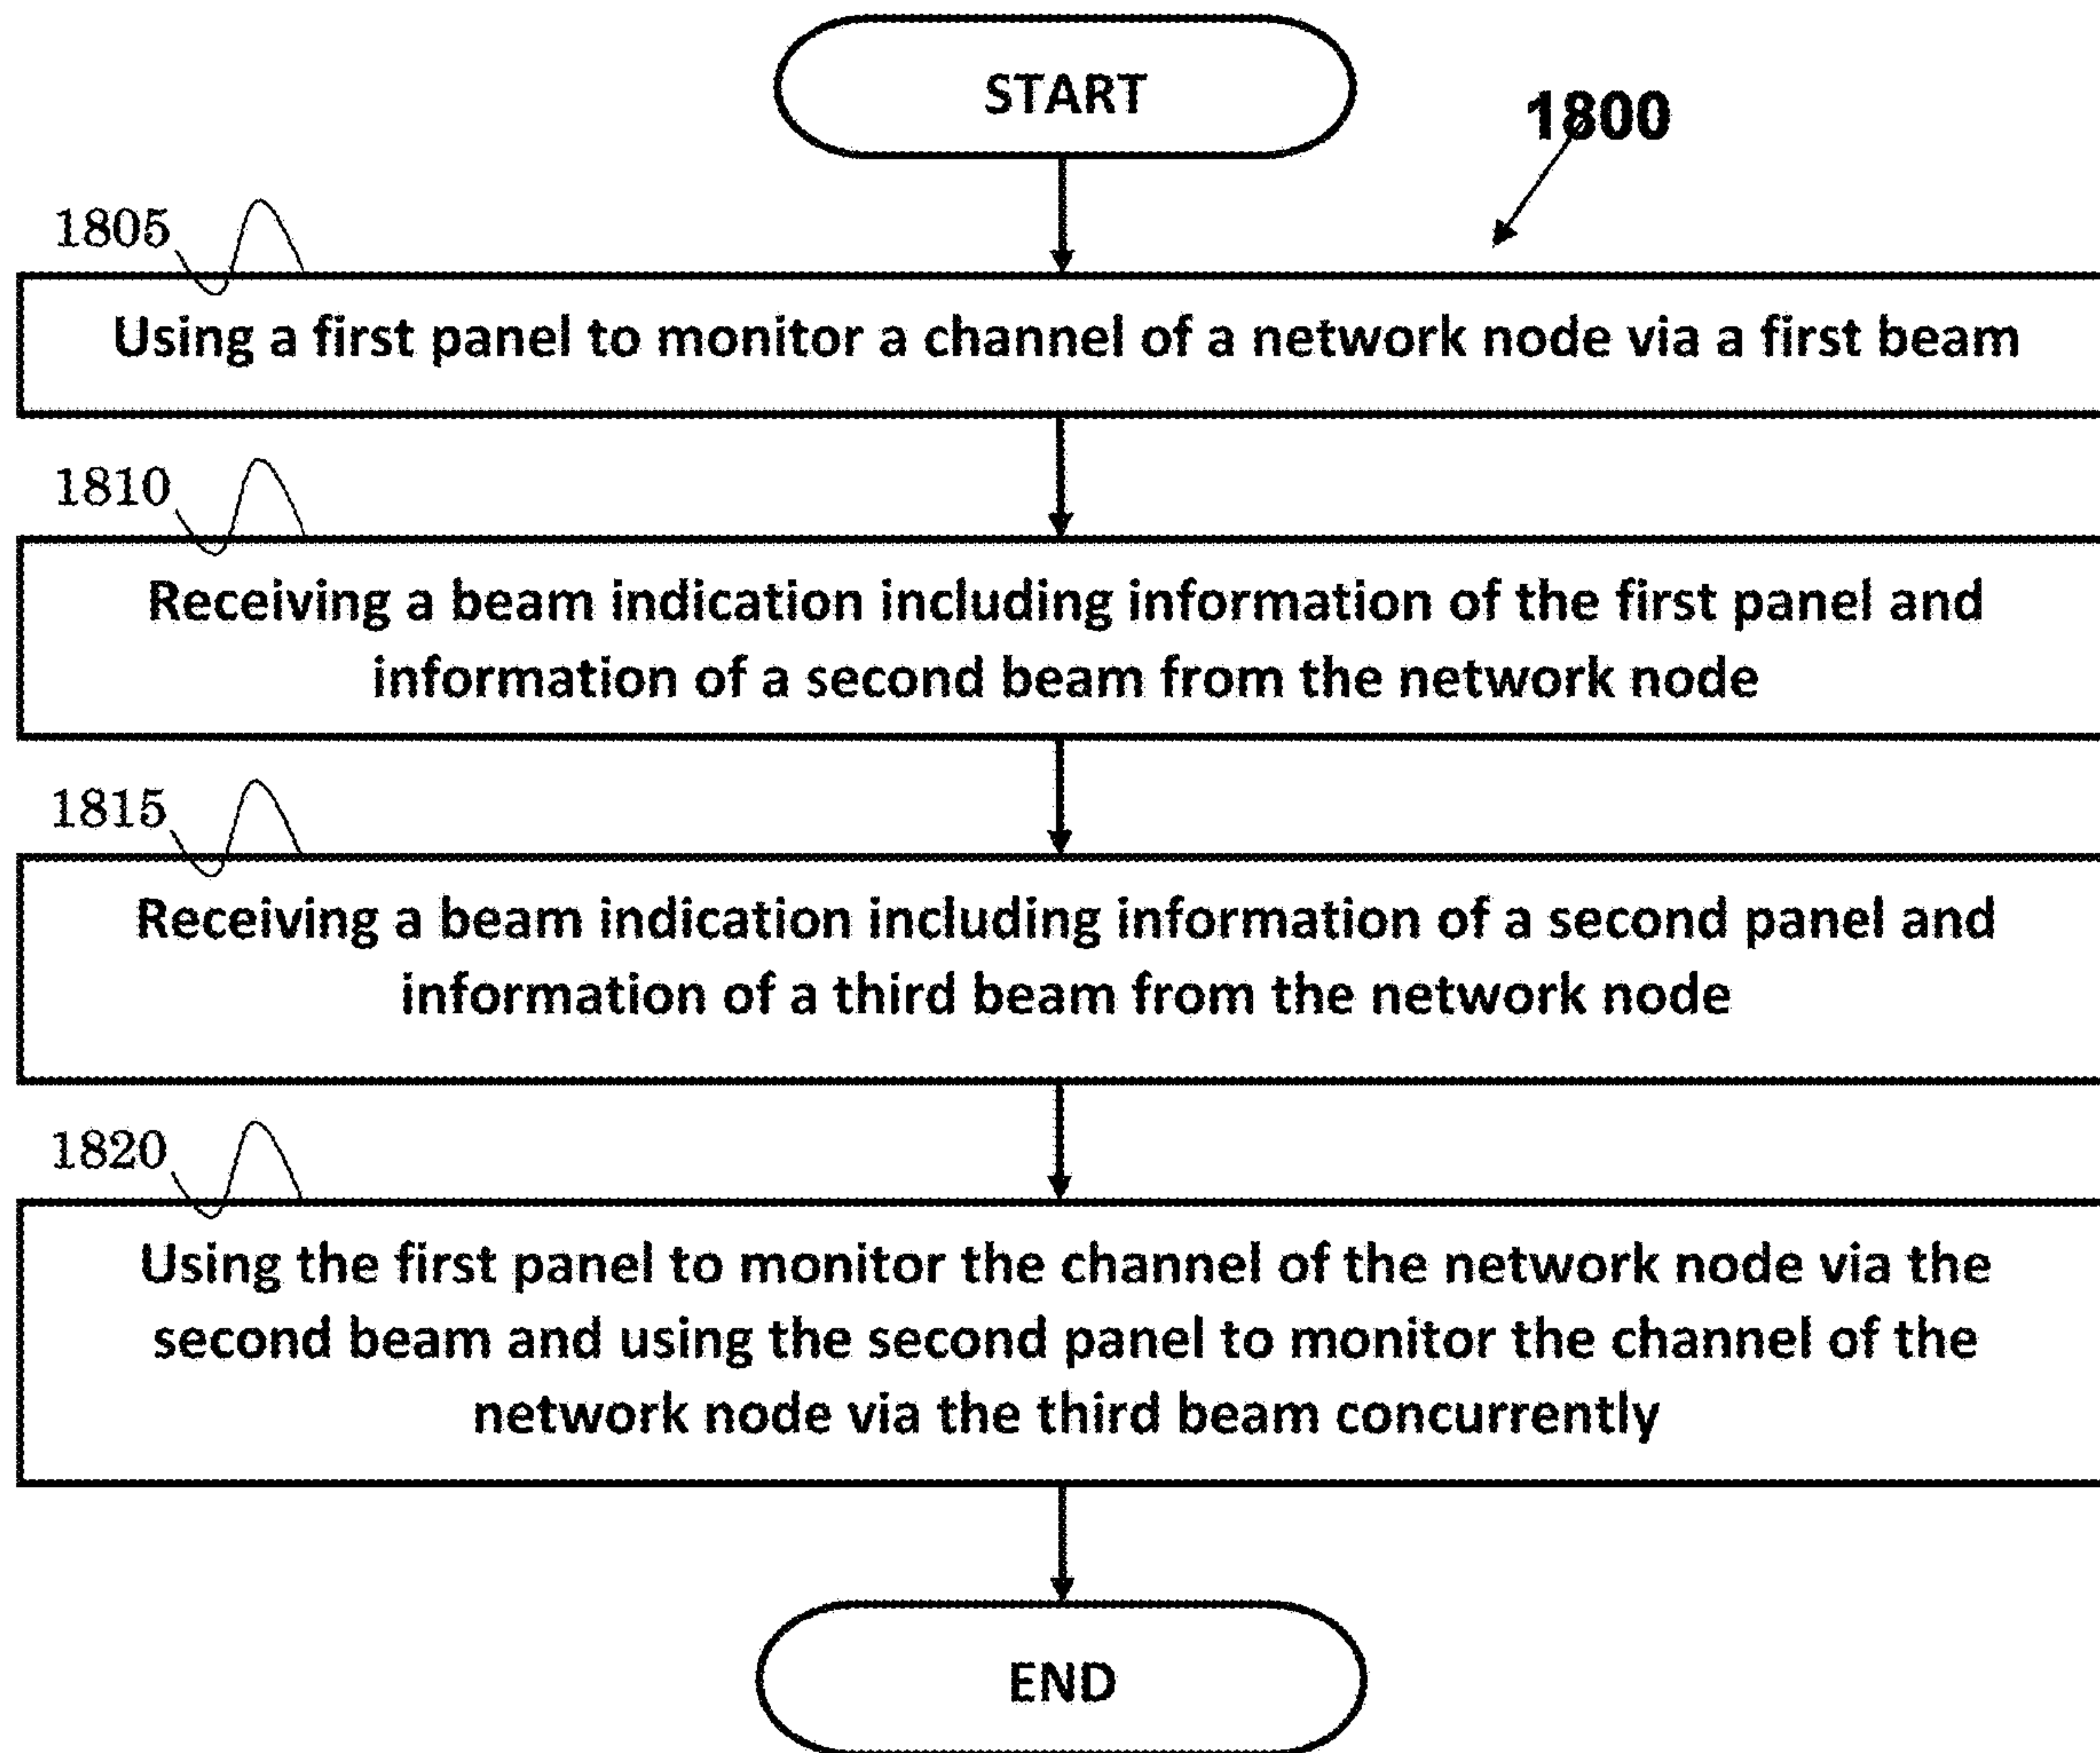 START
1800
1805
Using a first panel to monitor a channel of a network node via a first beam
1810
Receiving a beam indication including information of the first panel and
information of a second beam from the network node
1815
Receiving a beam indication including information of a second panel and
information of a third beam from the network node
1820
Using the first panel to monitor the channel of the network node via the
second beam and using the second panel to monitor the channel of the
network node via the third beam concurrently
END